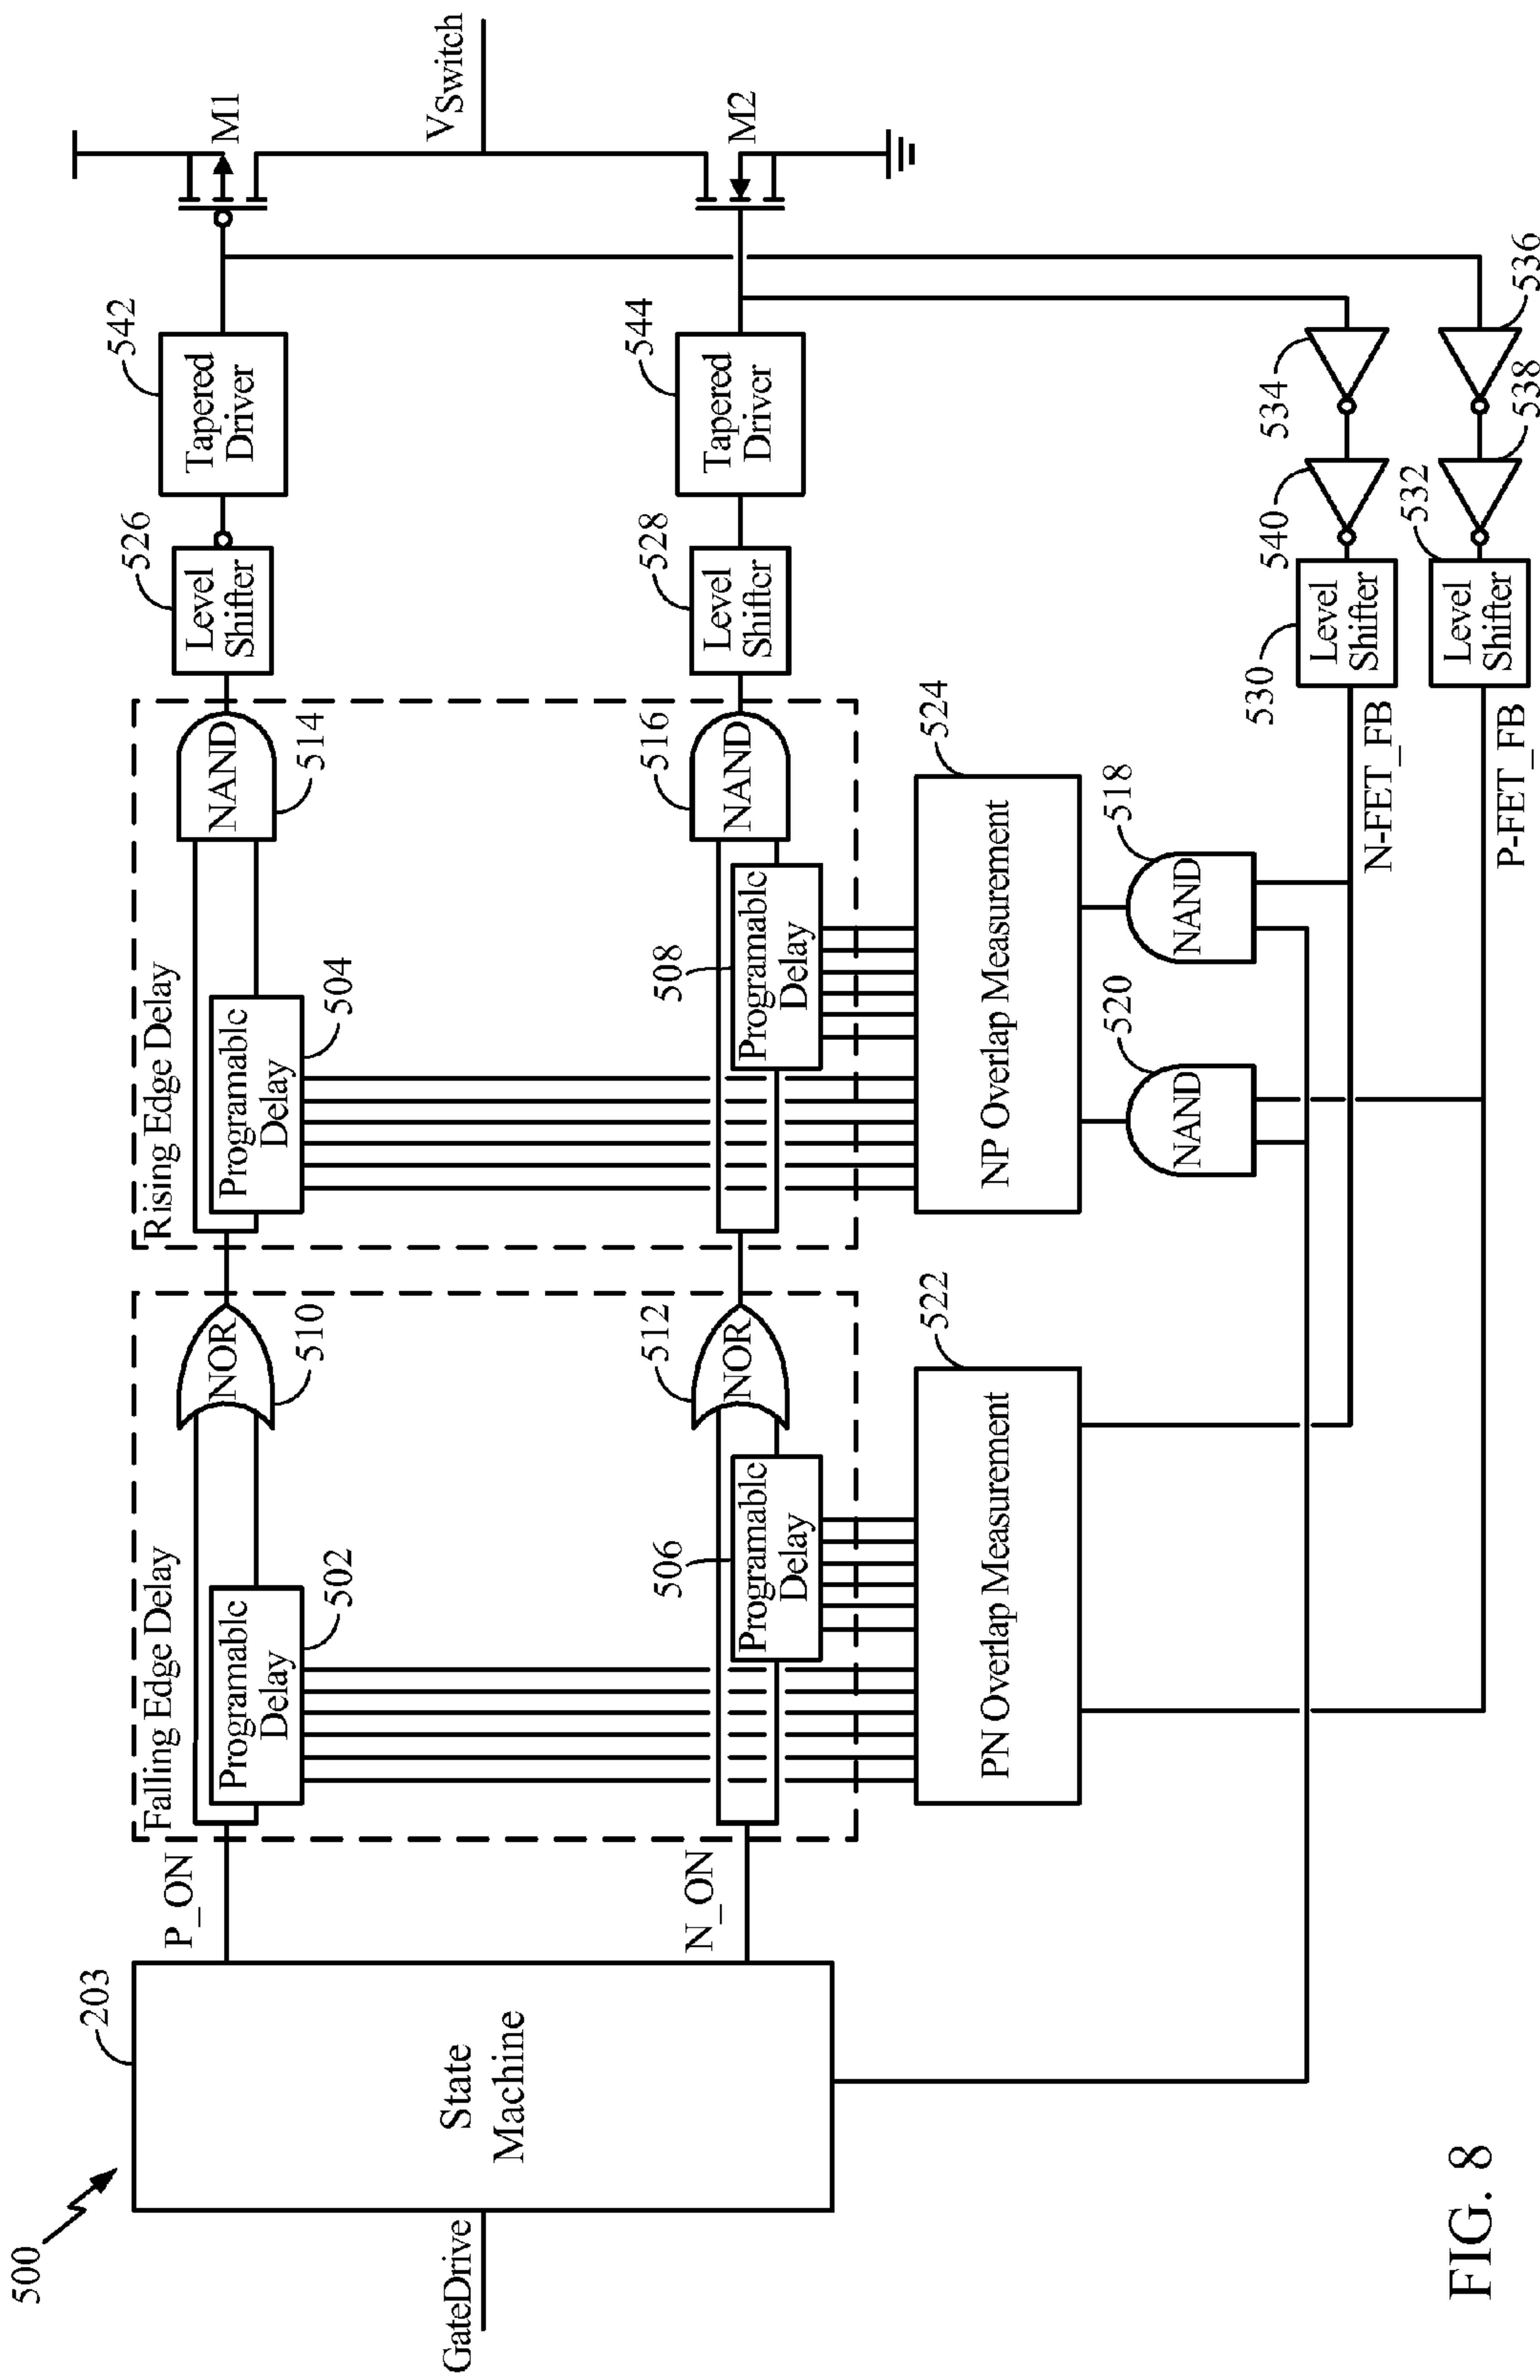 500
203
GateDrive
State
Machine
P_ON
N_ON
Falling Edge Delay
Programable
Delay
502
NOR
510
Programable
Delay
506
NOR
512
PN Overlap Measurement
522
Rising Edge Delay
Programable
Delay
504
NAND
514
Programable
Delay
508
NAND
516
NP Overlap Measurement
524
NAND
520
NAND
518
Level
Shifter
526
Tapered
Driver
542
Level
Shifter
528
Tapered
Driver
544
M1
VSwitch
M2
N-FET_FB
P-FET_FB
Level
Shifter
530
Level
Shifter
532
540
534
538
536
FIG. 8